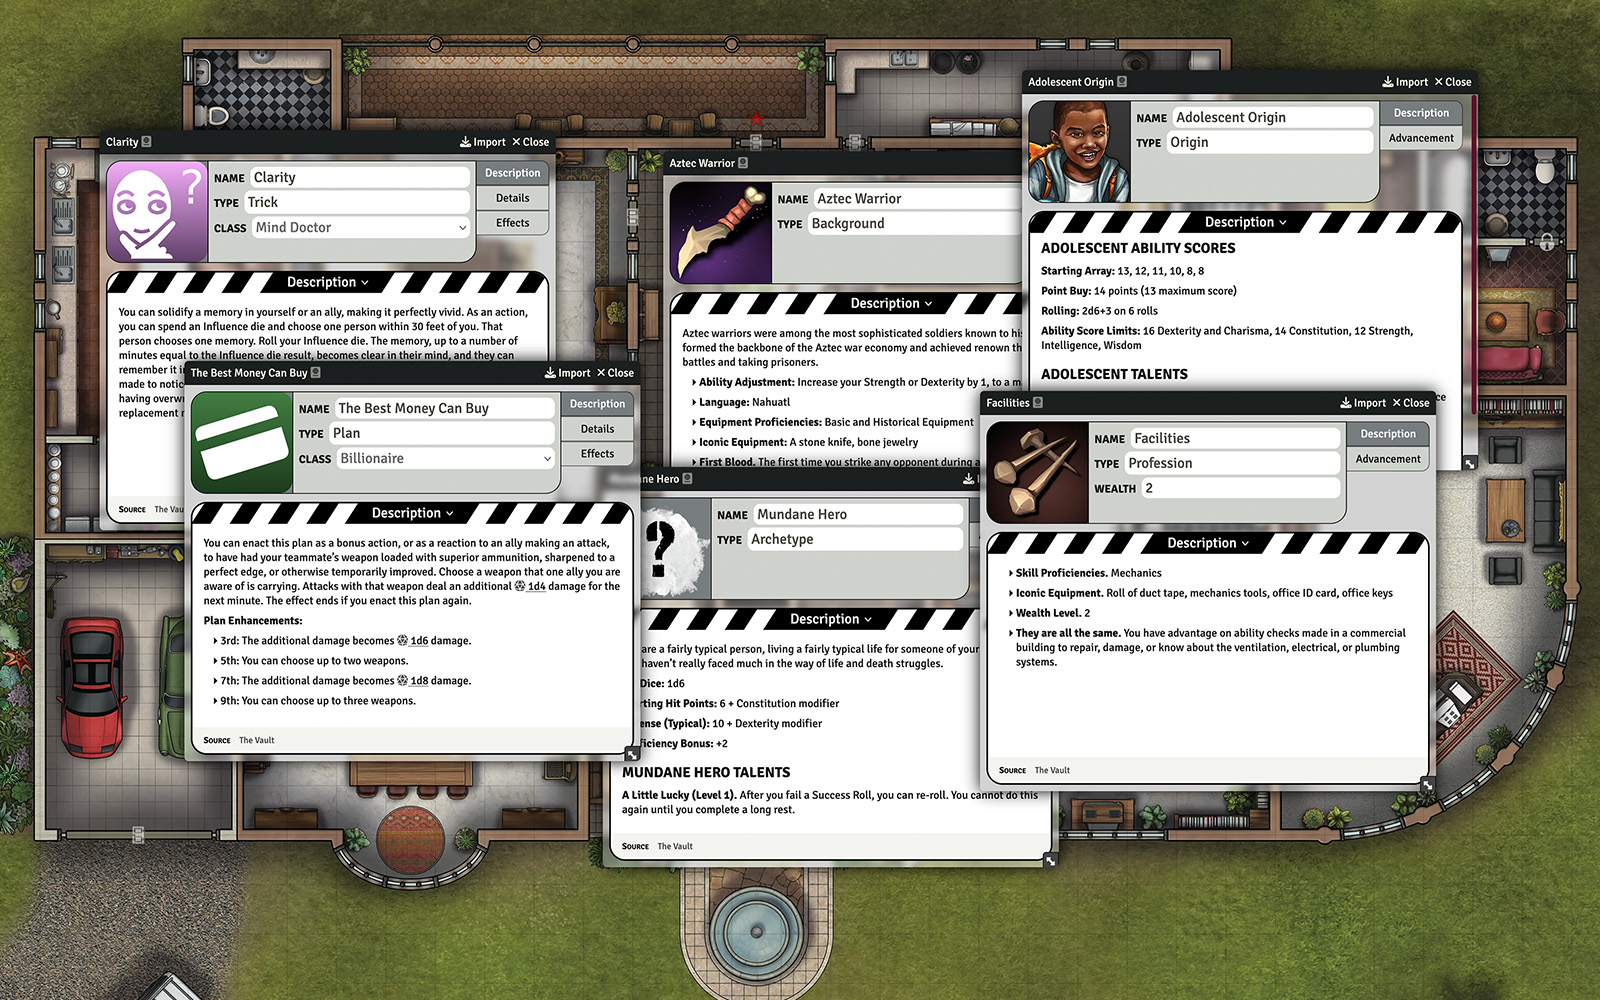 Clarity
Import Close
NAME Clarity
TYPE Trick
CLASS Mind Doctor
Description
Details
Effects
Description
You can solidify a memory in yourself or an ally, making it perfectly vivid. As an action,
you can spend an Influence die and choose one person within 30 feet of you. That
person chooses one memory. Roll your Influence die. The memory, up to a number of
minutes equal to the Influence die result, becomes clear in their mind, and they can
remember it
made to
having
replacement
SOURCE The
The Best Money Can Buy
Import Close
NAME The Best Money Can Buy
TYPE Plan
CLASS Billionaire
Description
Details
Effects
Description
You can enact this plan as a bonus action, or as a reaction to an ally making an attack,
to have had your teammate's weapon loaded with superior ammunition, sharpened to a
perfect edge, or otherwise temporarily improved. Choose a weapon that one ally you are
aware of is carrying. Attacks with that weapon deal an additional 1d4 damage for the
next minute. The effect ends if you enact this plan again.
Plan Enhancements:
3rd: The additional damage becomes 1d6 damage.
5th: You can choose up to two weapons.
7th: The additional damage becomes 1d8 damage.
9th: You can choose up to three weapons.
SOURCE The Vault
Aztec Warrior
NAME Aztec Warrior
TYPE Background
Description
Aztec warriors were among the most sophisticated soldiers known to
formed the backbone of the Aztec war economy and achieved renown
battles and taking prisoners.
Ability Adjustment: Increase your Strength or Dexterity by 1, to a
Language: Nahuatl
Equipment Proficiencies: Basic and Historical Equipment
Iconic Equipment: A stone knife, bone jewelry
First Blood. The first time you strike any opponent during a
Hero
NAME Mundane Hero
TYPE Archetype
Description
are a fairly typical person, living a fairly typical life for someone of your
haven't really faced much in the way of life and death struggles.
Dice: 1d6
Hit Points: 6 + Constitution modifier
(Typical): 10 + Dexterity modifier
Bonus: +2
MUNDANE HERO TALENTS
A Little Lucky (Level 1). After you fail a Success Roll, you can re-roll. You cannot do this
again until you complete a long rest.
SOURCE The Vault
Adolescent Origin
Import Close
NAME Adolescent Origin
TYPE Origin
Description
Advancement
Description
ADOLESCENT ABILITY SCORES
Starting Array: 13, 12, 11, 10, 8, 8
Point Buy: 14 points (13 maximum score)
Rolling: 2d6+3 on 6 rolls
Ability Score Limits: 16 Dexterity and Charisma, 14 Constitution, 12 Strength,
Intelligence, Wisdom
ADOLESCENT TALENTS
Facilities
Import Close
NAME Facilities
TYPE Profession
WEALTH 2
Description
Advancement
Description
Skill Proficiencies. Mechanics
Iconic Equipment. Roll of duct tape, mechanics tools, office ID card, office keys
Wealth Level. 2
They are all the same. You have advantage on ability checks made in a commercial
building to repair, damage, or know about the ventilation, electrical, or plumbing
systems.
SOURCE The Vault